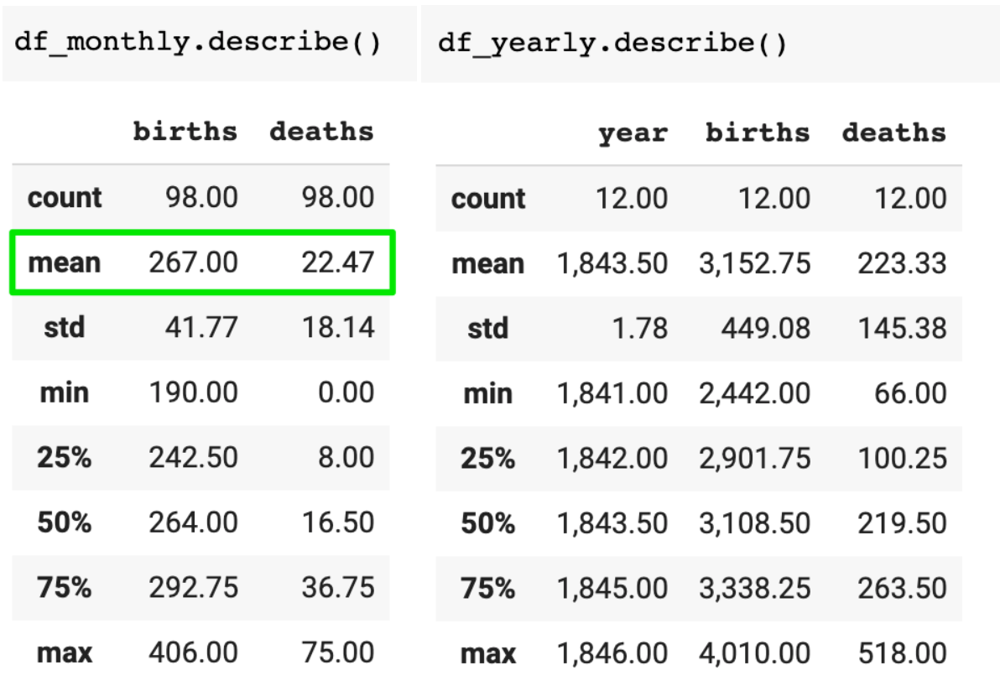 df_monthly.describe()
births deaths
count 98.00 98.00
mean 267.00 22.47
std 41.77 18.14
min 190.00 0.00
25% 242.50 8.00
50% 264.00 16.50
75% 292.75 36.75
max 406.00 75.00
df_yearly.describe()
year births deaths
count 12.00 12.00 12.00
mean 1,843.50 3,152.75 223.33
std 1.78 449.08 145.38
min 1,841.00 2,442.00 66.00
25% 1,842.00 2,901.75 100.25
50% 1,843.50 3,108.50 219.50
75% 1,845.00 3,338.25 263.50
max 1,846.00 4,010.00 518.00